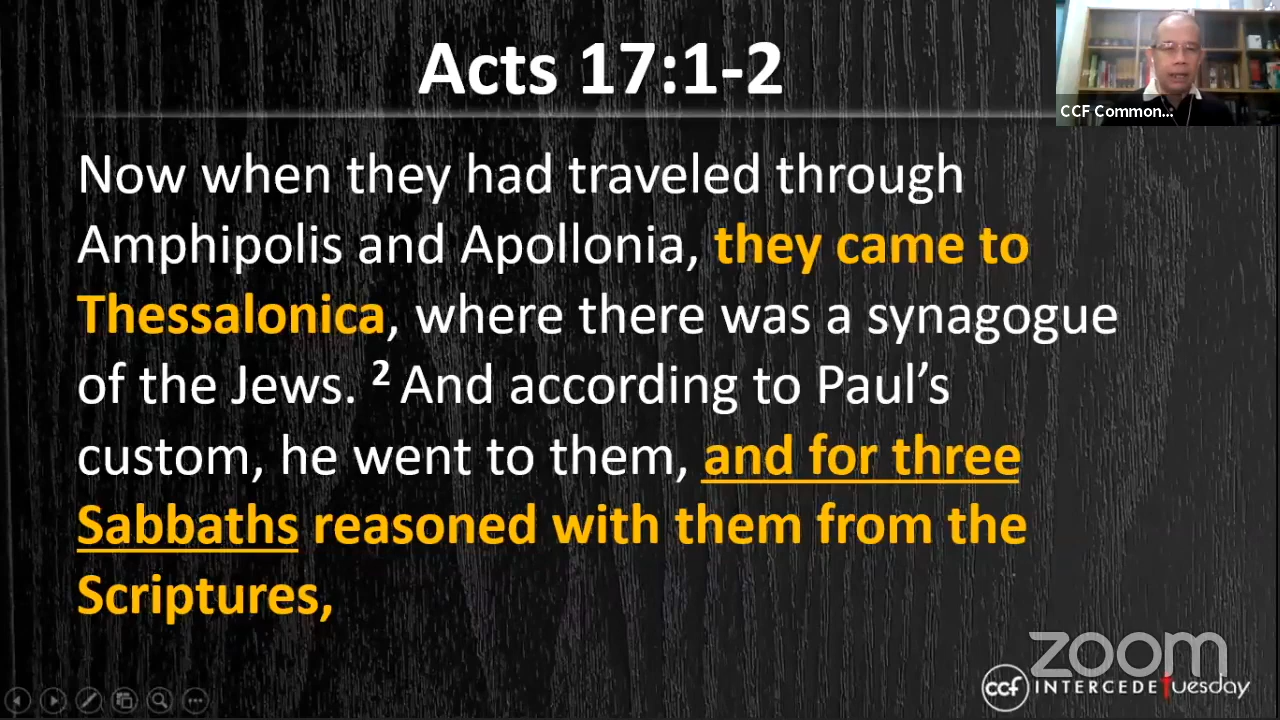 Acts 17:1-2
CCF Common...
Now when they had traveled through
Amphipolis and Apollonia, they came to
Thessalonica, where there was a synagogue
of the Jews. ² And according to Paul’s
custom, he went to them, and for three
Sabbaths reasoned with them from the
Scriptures,
zoom
ccf INTERCEDE Tuesday